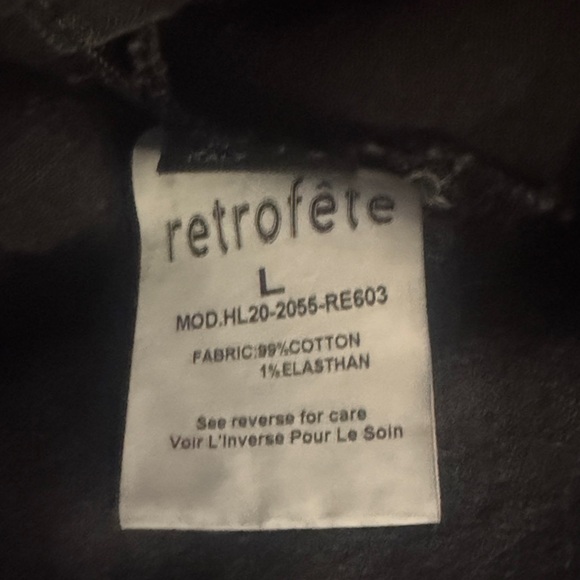 retrofête
L
MOD.HL20-2055-RE603
FABRIC:99%COTTON
1%ELASTHAN
See reverse for care
Voir L'Inverse Pour Le Soin